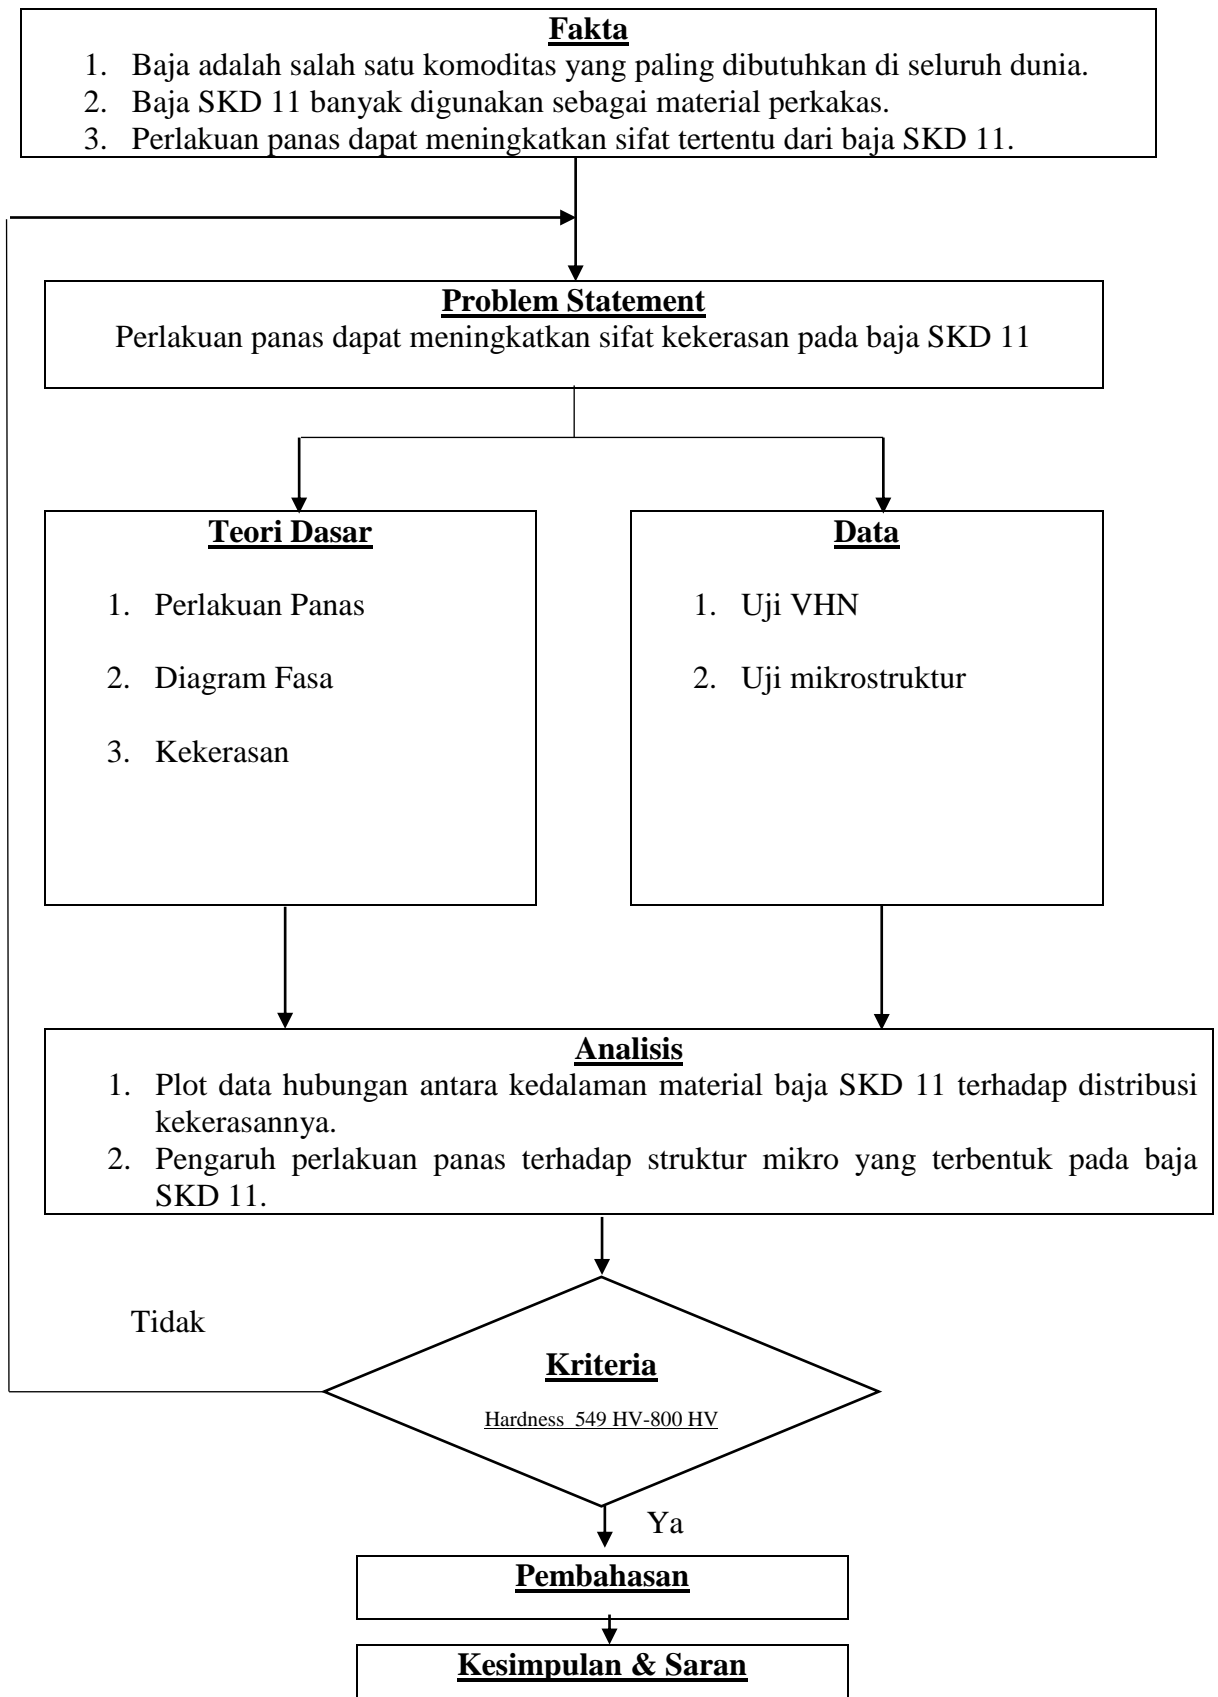 Fakta
1. Baja adalah salah satu komoditas yang paling dibutuhkan di seluruh dunia.
2. Baja SKD 11 banyak digunakan sebagai material perkakas.
3. Perlakuan panas dapat meningkatkan sifat tertentu dari baja SKD 11.
Problem Statement
Perlakuan panas dapat meningkatkan sifat kekerasan pada baja SKD 11
Teori Dasar
1. Perlakuan Panas
2. Diagram Fasa
3. Kekerasan
Data
1. Uji VHN
2. Uji mikrostruktur
Analisis
1. Plot data hubungan antara kedalaman material baja SKD 11 terhadap distribusi
kekerasannya.
2. Pengaruh perlakuan panas terhadap struktur mikro yang terbentuk pada baja
SKD 11.
Tidak
Kriteria
Hardness 549 HV-800 HV
Ya
Pembahasan
Kesimpulan & Saran